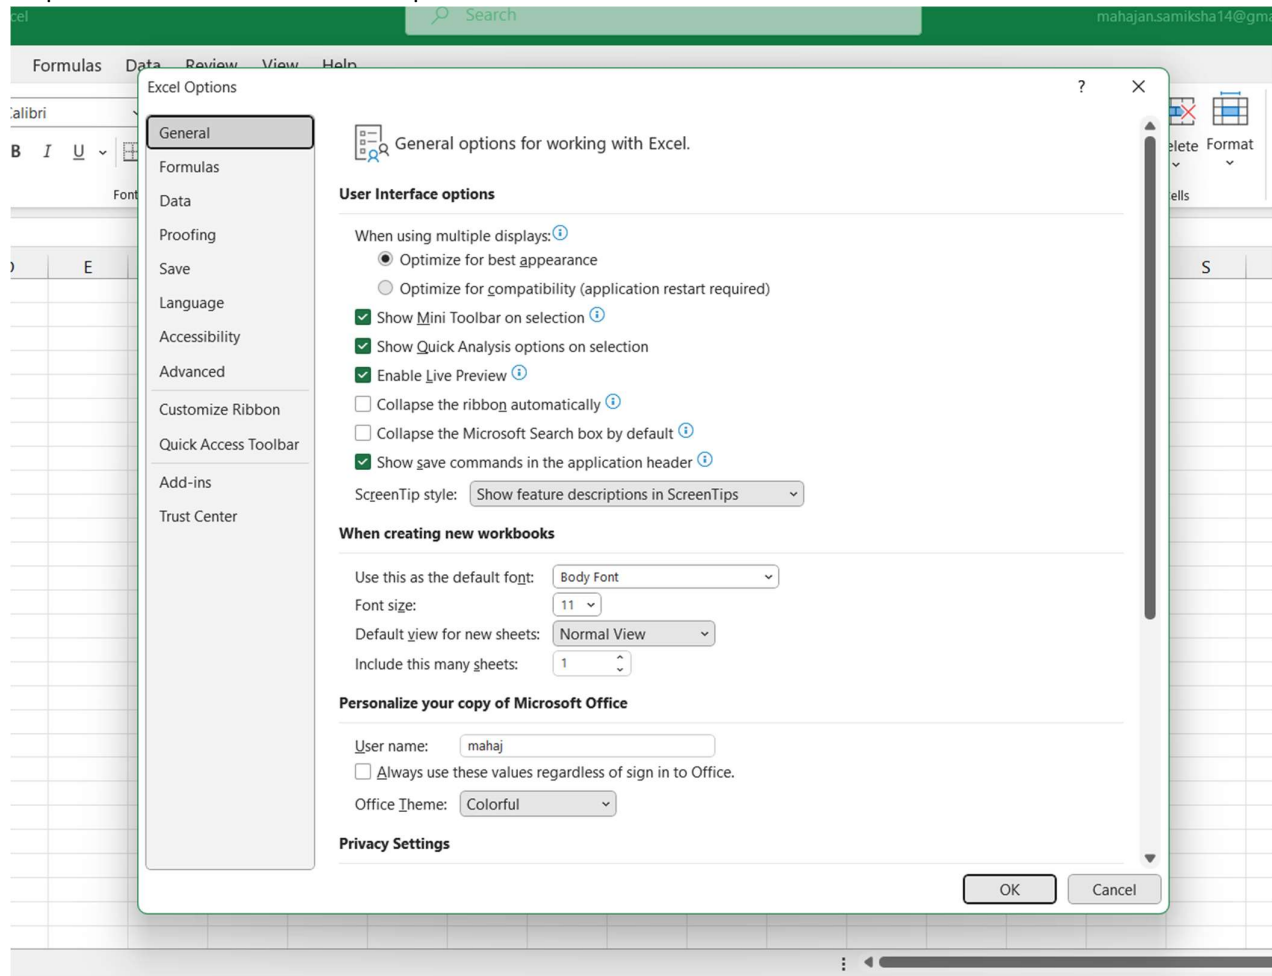 cel
Search
mahajan.samiksha14@gma
Formulas Data Review View Help
Excel Options ?
Calibri
B I U
Font
General
Formulas
Data
Proofing
Save
Language
Accessibility
Advanced
Customize Ribbon
Quick Access Toolbar
Add-ins
Trust Center
General options for working with Excel.
User Interface options
When using multiple displays:
Optimize for best appearance
Optimize for compatibility (application restart required)
Show Mini Toolbar on selection
Show Quick Analysis options on selection
Enable Live Preview
Collapse the ribbon automatically
Collapse the Microsoft Search box by default
Show save commands in the application header
ScreenTip style: Show feature descriptions in ScreenTips
When creating new workbooks
Use this as the default font: Body Font
Font size: 11
Default view for new sheets: Normal View
Include this many sheets: 1
Personalize your copy of Microsoft Office
User name: mahaj
Always use these values regardless of sign in to Office.
Office Theme: Colorful
Privacy Settings
OK Cancel
elete Format
ells
E S